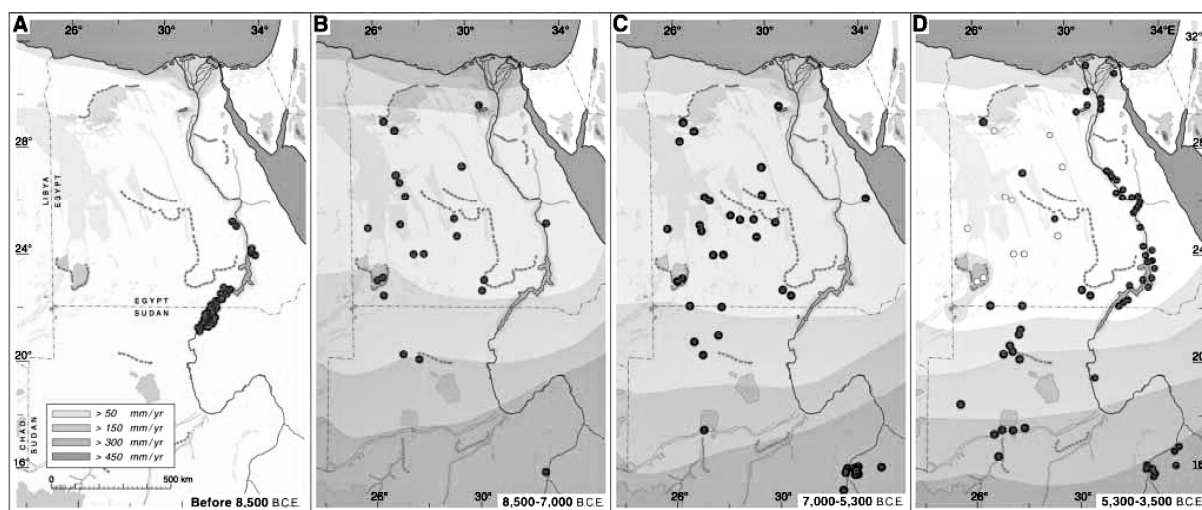 A
26° 30° 34°
28°
LIBYA
EGYPT
24°
EGYPT
SUDAN
20°
CHAD
SUDAN
> 50 mm/yr
> 150 mm/yr
> 300 mm/yr
> 450 mm/yr
16°
0 500 km
Before 8,500 B.C.E.
B
26° 30° 34°
26° 30°
8,500-7,000 B.C.E.
C
26° 30° 34°
26° 30°
7,000-5,300 B.C.E.
D
26° 30° 34°E
32°
28
24
20
16
26° 30°
5,300-3,500 B.C.E.